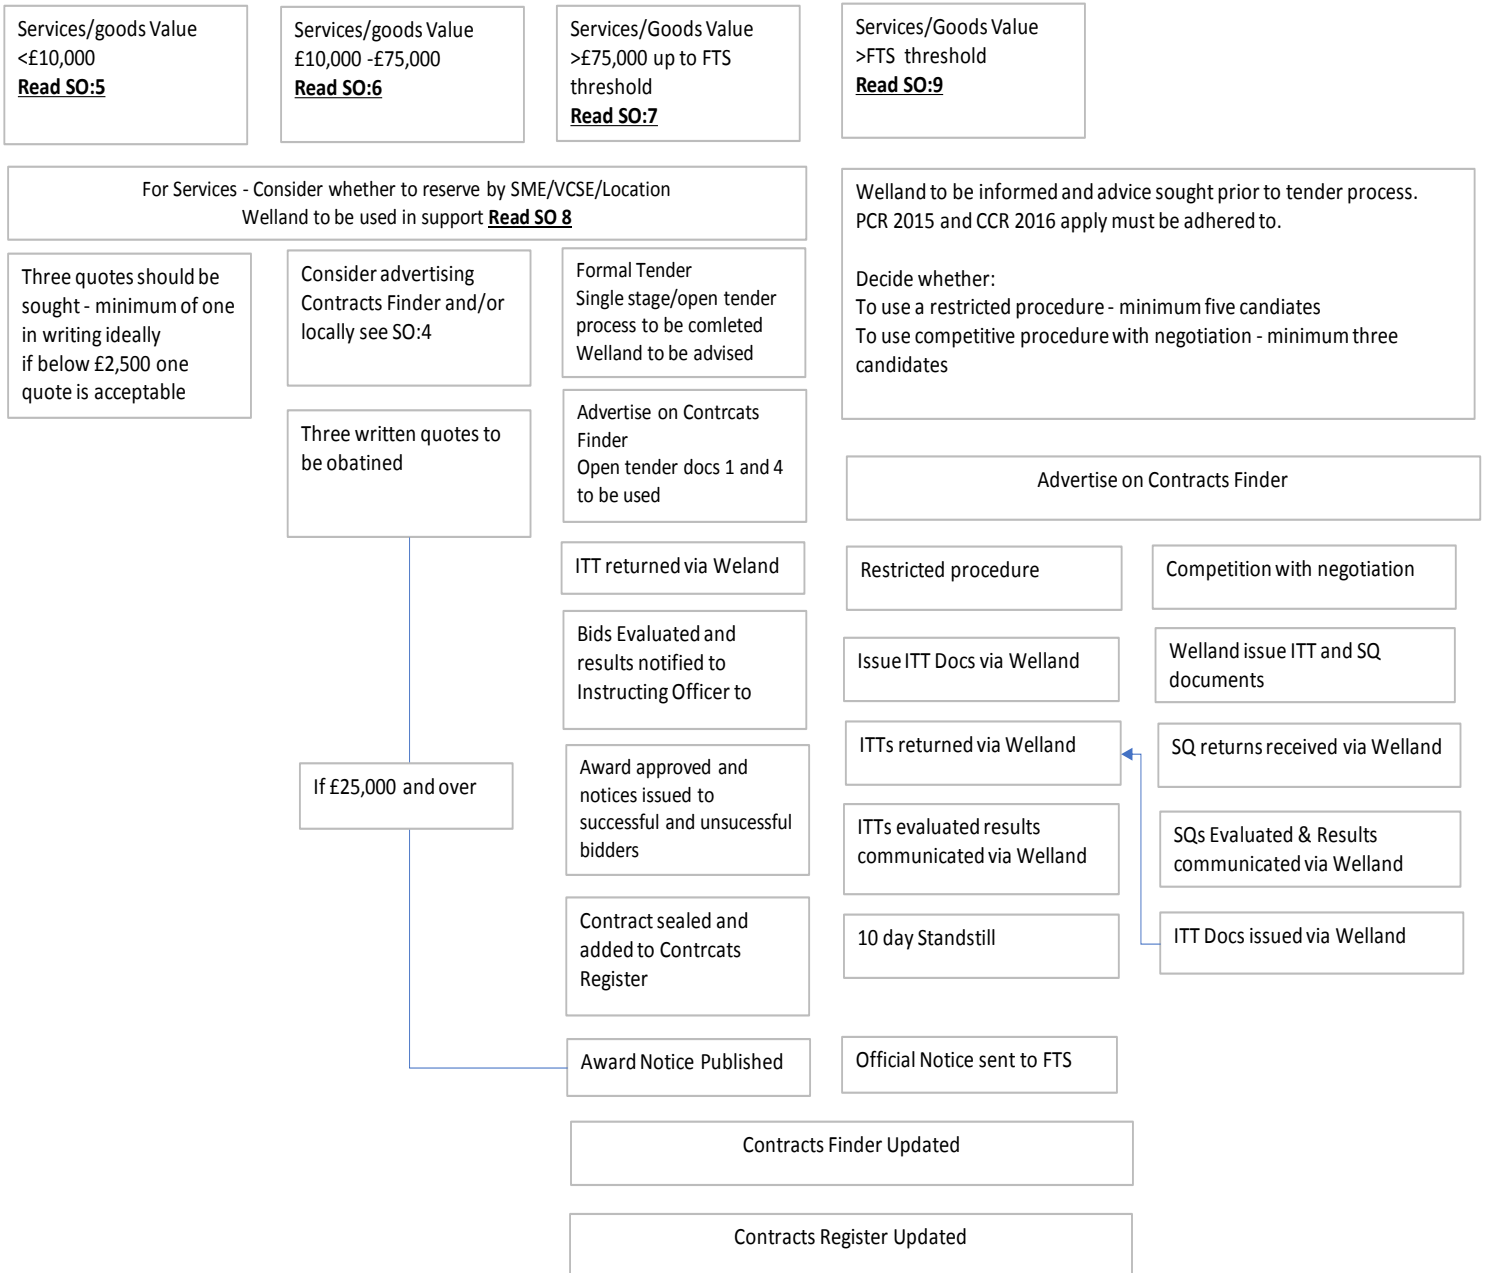 Services/goods Value
<£10,000
Read SO:5
Services/goods Value
£10,000 -£75,000
Read SO:6
Services/Goods Value
>£75,000 up to FTS
threshold
Read SO:7
Services/Goods Value
>FTS threshold
Read SO:9
For Services - Consider whether to reserve by SME/VCSE/Location
Welland to be used in support Read SO 8
Welland to be informed and advice sought prior to tender process.
PCR 2015 and CCR 2016 apply must be adhered to.
Decide whether:
To use a restricted procedure - minimum five candiates
To use competitive procedure with negotiation - minimum three
candidates
Three quotes should be
sought - minimum of one
in writing ideally
if below £2,500 one
quote is acceptable
Consider advertising
Contracts Finder and/or
locally see SO:4
Formal Tender
Single stage/open tender
process to be comleted
Welland to be advised
Three written quotes to
be obatined
Advertise on Contrcats
Finder
Open tender docs 1 and 4
to be used
Advertise on Contracts Finder
ITT returned via Weland
Restricted procedure
Competition with negotiation
Bids Evaluated and
results notified to
Instructing Officer to
Issue ITT Docs via Welland
Welland issue ITT and SQ
documents
ITTs returned via Welland
SQ returns received via Welland
If £25,000 and over
Award approved and
notices issued to
successful and unsucessful
bidders
ITTs evaluated results
communicated via Welland
SQs Evaluated & Results
communicated via Welland
Contract sealed and
added to Contrcats
Register
10 day Standstill
ITT Docs issued via Welland
Award Notice Published
Official Notice sent to FTS
Contracts Finder Updated
Contracts Register Updated